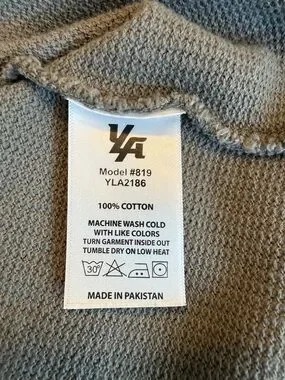 YA
Model #819
YLA2186
100% COTTON
MACHINE WASH COLD
WITH LIKE COLORS
TURN GARMENT INSIDE OUT
TUMBLE DRY ON LOW HEAT
30°
MADE IN PAKISTAN